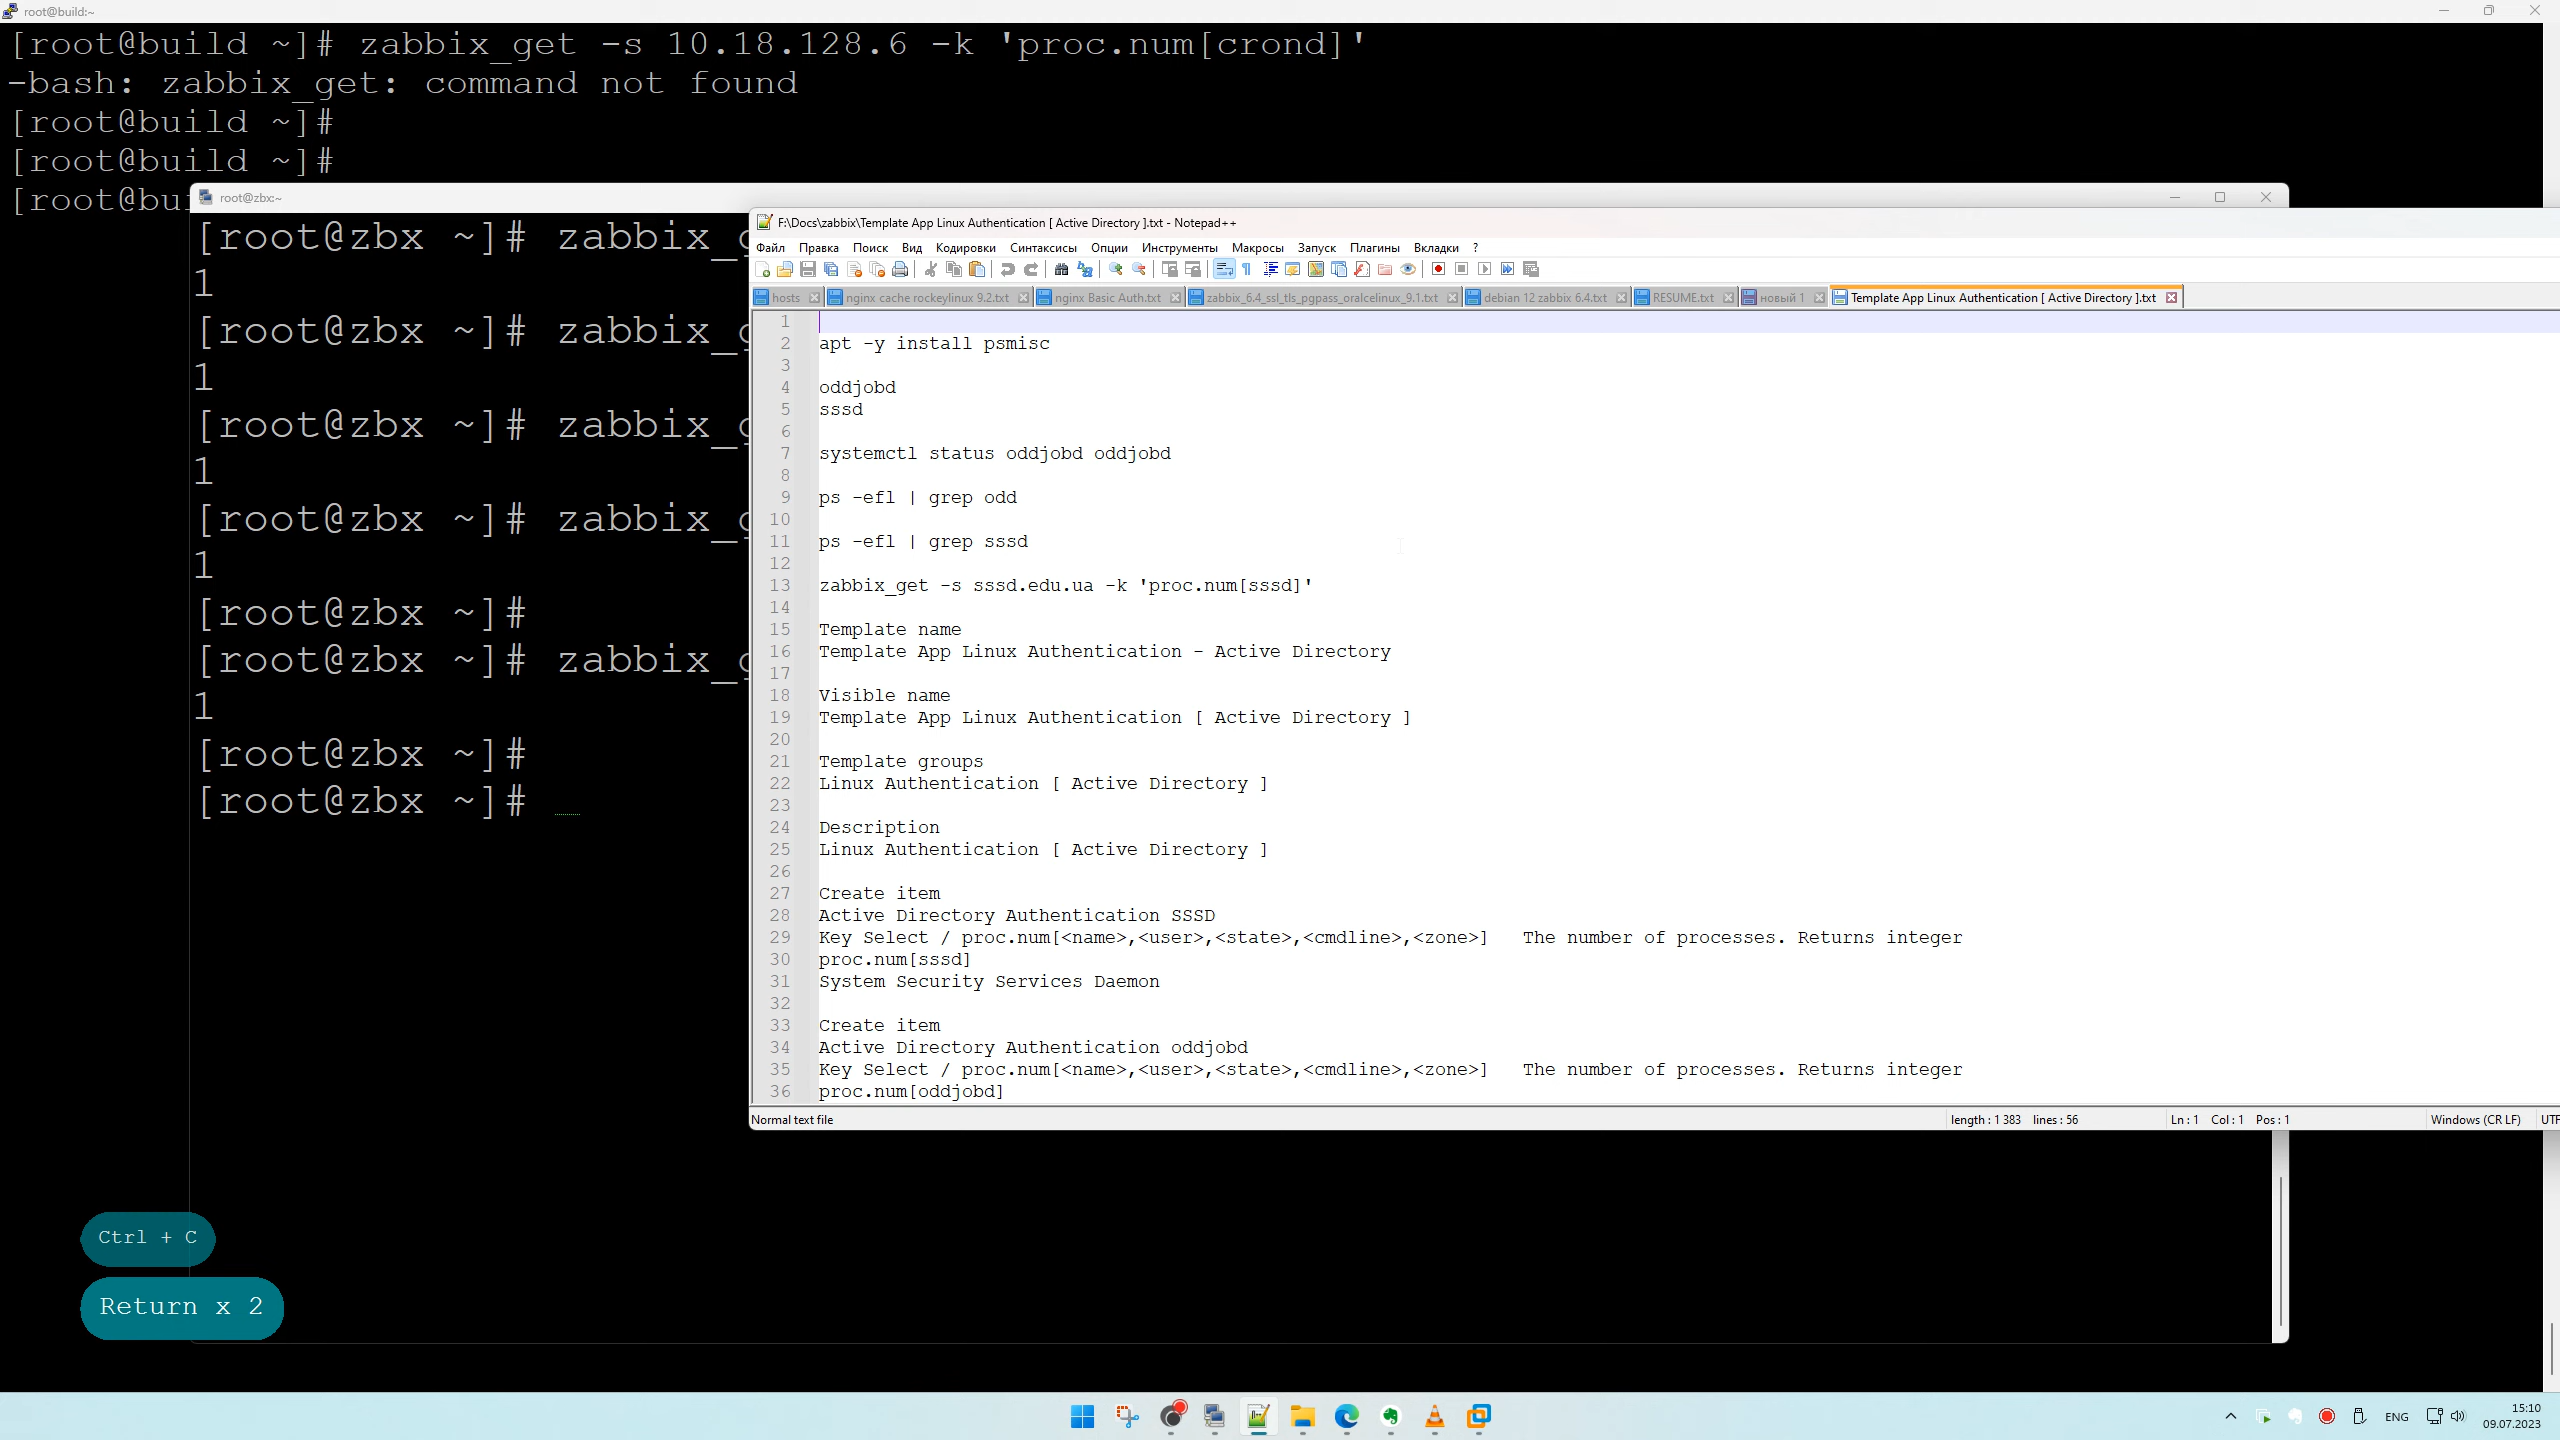 root@build:~
[root@build ~]# zabbix_get -s 10.18.128.6 -k 'proc.num[crond]'
-bash: zabbix_get: command not found
[root@build ~]#
[root@build ~]#
[root@bui
root@zbx:~
[root@zbx ~]# zabbix_
1
[root@zbx ~]# zabbix_
1
[root@zbx ~]# zabbix_
1
[root@zbx ~]# zabbix_
1
[root@zbx ~]#
[root@zbx ~]# zabbix_
1
[root@zbx ~]#
[root@zbx ~]#
F:\Docs\zabbix\Template App Linux Authentication [ Active Directory ].txt - Notepad++
Файл Правка Поиск Вид Кодировки Синтаксисы Опции Инструменты Макросы Запуск Плагины Вкладки ?
hosts nginx cache rockeylinux 9.2.txt nginx Basic Auth.txt zabbix_6.4_ssl_tls_pgpass_oralcelinux_9.1.txt debian 12 zabbix 6.4.txt RESUME.txt новый 1 Template App Linux Authentication [ Active Directory ].txt
1
2 apt -y install psmisc
3
4 oddjobd
5 sssd
6
7 systemctl status oddjobd oddjobd
8
9 ps -efl | grep odd
10
11 ps -efl | grep sssd
12
13 zabbix_get -s sssd.edu.ua -k 'proc.num[sssd]'
14
15 Template name
16 Template App Linux Authentication - Active Directory
17
18 Visible name
19 Template App Linux Authentication [ Active Directory ]
20
21 Template groups
22 Linux Authentication [ Active Directory ]
23
24 Description
25 Linux Authentication [ Active Directory ]
26
27 Create item
28 Active Directory Authentication SSSD
29 Key Select / proc.num[<name>,<user>,<state>,<cmdline>,<zone>] The number of processes. Returns integer
30 proc.num[sssd]
31 System Security Services Daemon
32
33 Create item
34 Active Directory Authentication oddjobd
35 Key Select / proc.num[<name>,<user>,<state>,<cmdline>,<zone>] The number of processes. Returns integer
36 proc.num[oddjobd]
Normal text file length : 1 383 lines : 56 Ln : 1 Col : 1 Pos : 1 Windows (CR LF) UTF
Ctrl + C
Return x 2
ENG
15:10
09.07.2023